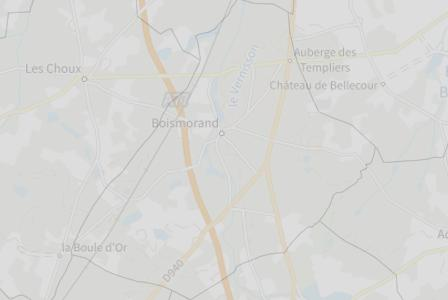 Auberge des
Templiers
Les Choux
le Vernisson
Château de Bellecour
A77
Boismorand
la Boule d'Or
D940